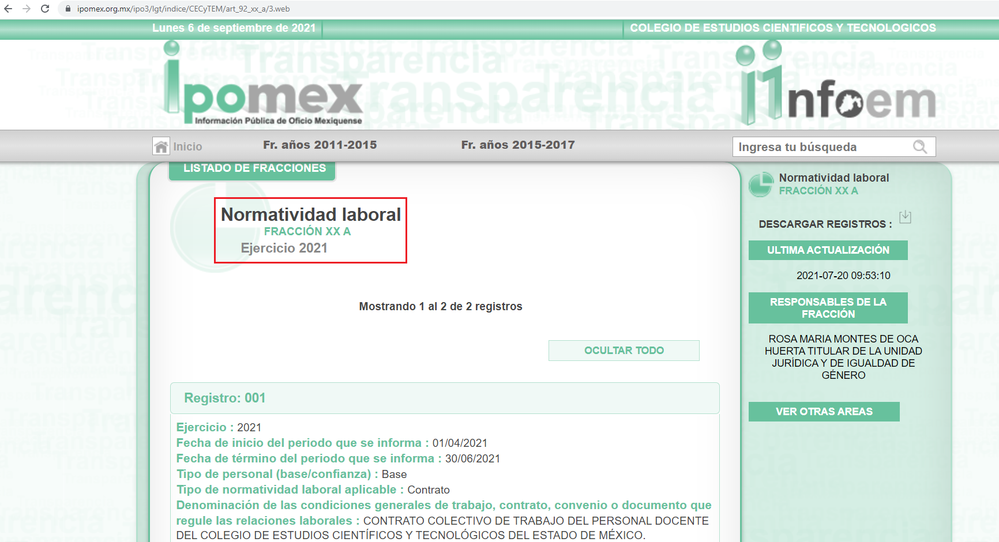 ipomex.org.mx/ipo3/lgt/indice/CECyTEM/art_92_xx_a/3.web
Lunes 6 de septiembre de 2021
COLEGIO DE ESTUDIOS CIENTIFICOS Y TECNOLOGICOS
ipomex
Información Pública de Oficio Mexiquense
infoem
Inicio
Fr. años 2011-2015
Fr. años 2015-2017
Ingresa tu búsqueda
LISTADO DE FRACCIONES
Normatividad laboral
FRACCIÓN XX A
Ejercicio 2021
Mostrando 1 al 2 de 2 registros
OCULTAR TODO
Registro: 001
Ejercicio : 2021
Fecha de inicio del periodo que se informa : 01/04/2021
Fecha de término del periodo que se informa : 30/06/2021
Tipo de personal (base/confianza) : Base
Tipo de normatividad laboral aplicable : Contrato
Denominación de las condiciones generales de trabajo, contrato, convenio o documento que
regule las relaciones laborales : CONTRATO COLECTIVO DE TRABAJO DEL PERSONAL DOCENTE
DEL COLEGIO DE ESTUDIOS CIENTÍFICOS Y TECNOLÓGICOS DEL ESTADO DE MÉXICO.
Normatividad laboral
FRACCIÓN XX A
DESCARGAR REGISTROS :
ULTIMA ACTUALIZACIÓN
2021-07-20 09:53:10
RESPONSABLES DE LA
FRACCIÓN
ROSA MARIA MONTES DE OCA
HUERTA TITULAR DE LA UNIDAD
JURÍDICA Y DE IGUALDAD DE
GÉNERO
VER OTRAS AREAS